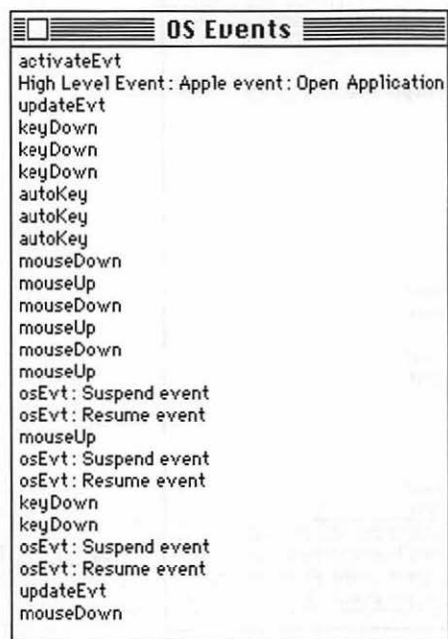 OS Events
activateEvt
High Level Event: Apple event: Open Application
updateEvt
keyDown
keyDown
keyDown
autoKey
autoKey
autoKey
mouseDown
mouseUp
mouseDown
mouseUp
mouseDown
mouseUp
osEvt: Suspend event
osEvt: Resume event
mouseUp
osEvt: Suspend event
osEvt: Resume event
keyDown
keyDown
osEvt: Suspend event
osEvt: Resume event
updateEvt
mouseDown